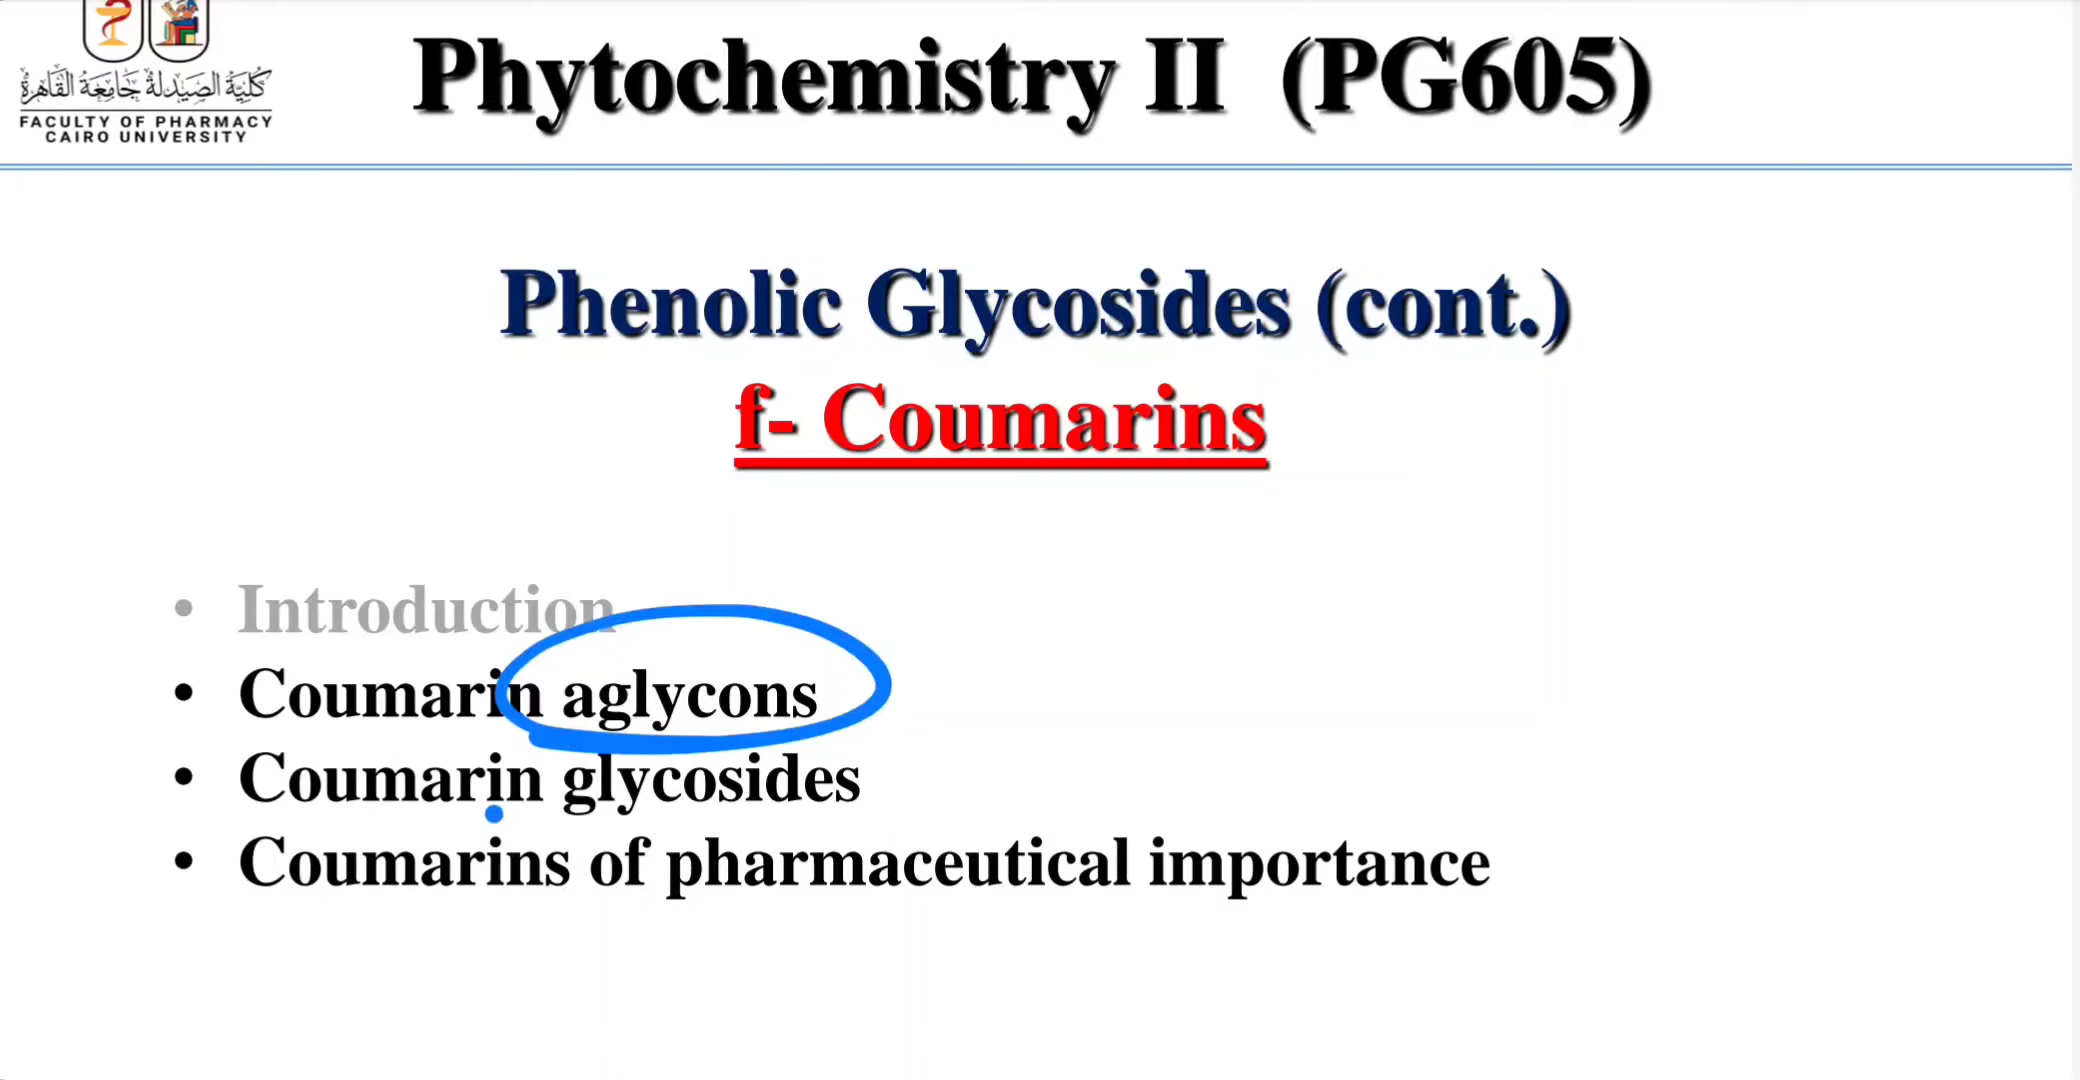 Phytochemistry II (PG605)
كلية الصيدلة جامعة القاهرة
FACULTY OF PHARMACY
CAIRO UNIVERSITY
Phenolic Glycosides (cont.)
f- Coumarins
• Introduction
• Coumarin aglycons
• Coumarin glycosides
• Coumarins of pharmaceutical importance